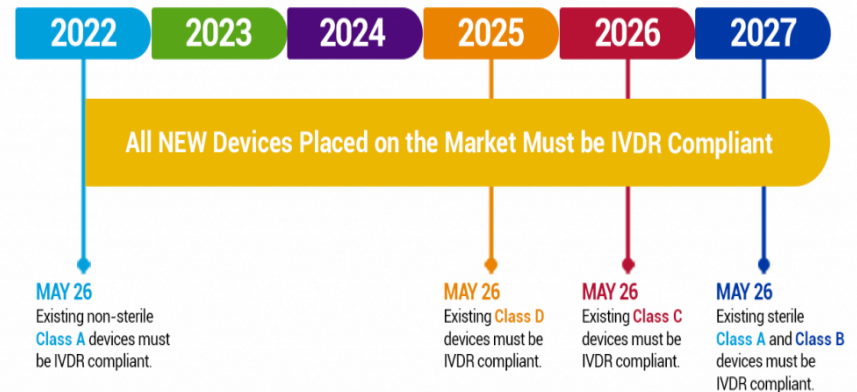 2022 2023 2024 2025 2026 2027
All NEW Devices Placed on the Market Must be IVDR Compliant
MAY 26
Existing non-sterile
Class A devices must
be IVDR compliant.
MAY 26
Existing Class D
devices must be
IVDR compliant.
MAY 26
Existing Class C
devices must be
IVDR compliant.
MAY 26
Existing sterile
Class A and Class B
devices must be
IVDR compliant.